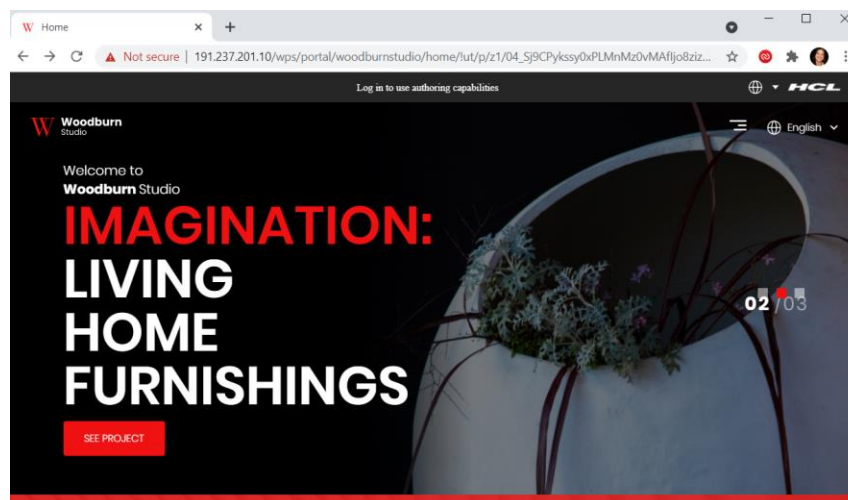 W Home
Not secure | 191.237.201.10/wps/portal/woodburnstudio/home/!ut/p/z1/04_Sj9CPykssy0xPLMnMz0vMAfIjo8ziz...
Log in to use authoring capabilities
HCL
W Woodburn
Studio
English
Welcome to
Woodburn Studio
IMAGINATION:
LIVING
HOME
FURNISHINGS
02/03
SEE PROJECT